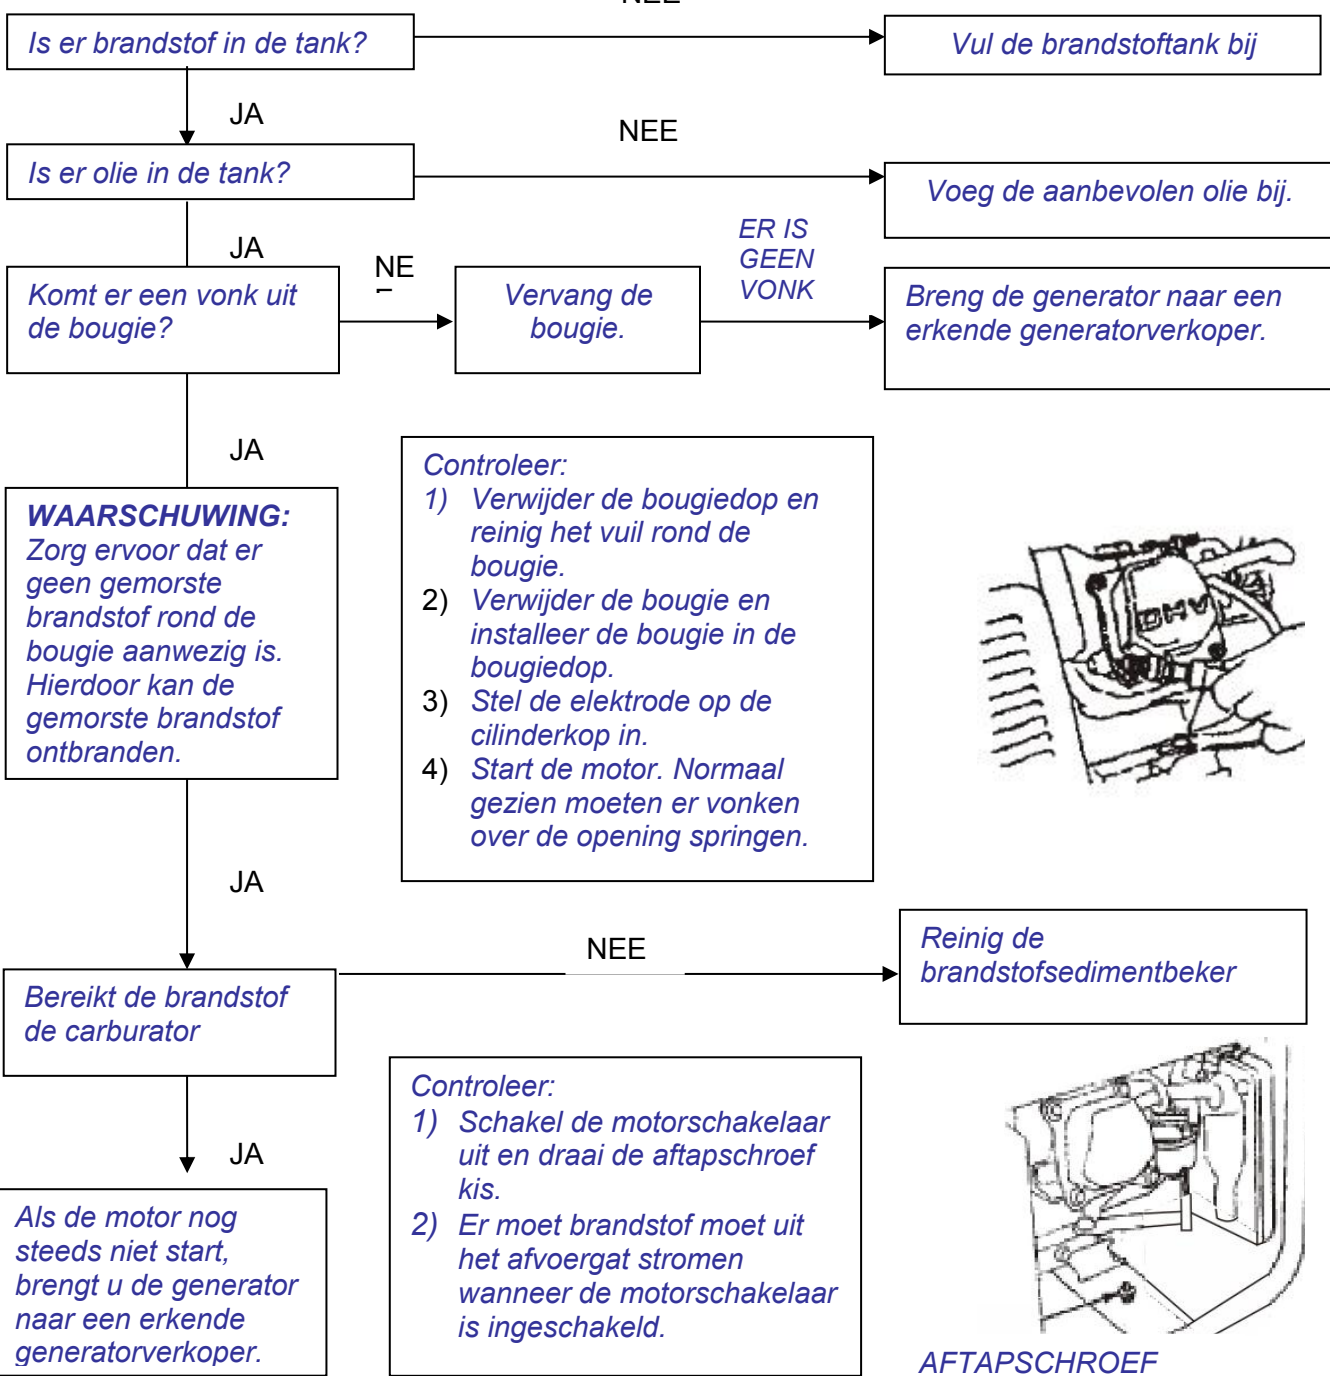 NEE
Is er brandstof in de tank?
Vul de brandstoftank bij
JA
NEE
Is er olie in de tank?
Voeg de aanbevolen olie bij.
JA
NE
ER IS
GEEN
VONK
Komt er een vonk uit
de bougie?
Vervang de
bougie.
Breng de generator naar een
erkende generatorverkoper.
JA
WAARSCHUWING:
Zorg ervoor dat er
geen gemorste
brandstof rond de
bougie aanwezig is.
Hierdoor kan de
gemorste brandstof
ontbranden.
Controleer:
1) Verwijder de bougiedop en
reinig het vuil rond de
bougie.
2) Verwijder de bougie en
installeer de bougie in de
bougiedop.
3) Stel de elektrode op de
cilinderkop in.
4) Start de motor. Normaal
gezien moeten er vonken
over de opening springen.
OHV
JA
NEE
Reinig de
brandstofsedimentbeker
Bereikt de brandstof
de carburator
Controleer:
1) Schakel de motorschakelaar
uit en draai de aftapschroef
kis.
2) Er moet brandstof moet uit
het afvoergat stromen
wanneer de motorschakelaar
is ingeschakeld.
JA
Als de motor nog
steeds niet start,
brengt u de generator
naar een erkende
generatorverkoper.
AFTAPSCHROEF